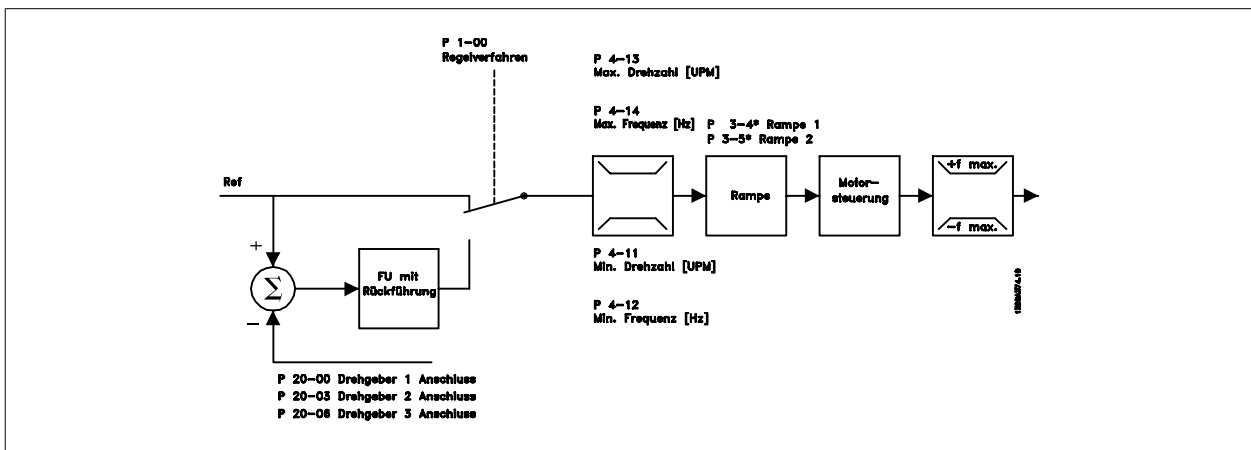 P 1-00
Regelverfahren
P 4-13
Max. Drehzahl [UPM]
P 4-14
Max. Frequenz [Hz]
P 3-4* Rampe 1
P 3-5* Rampe 2
Ref
Rampe
Motor-
steuerung
+f max.
-f max.
+
Σ
−
FU mit
Rückführung
P 4-11
Min. Drehzahl [UPM]
P 4-12
Min. Frequenz [Hz]
P 20-00 Drehgeber 1 Anschluss
P 20-03 Drehgeber 2 Anschluss
P 20-06 Drehgeber 3 Anschluss